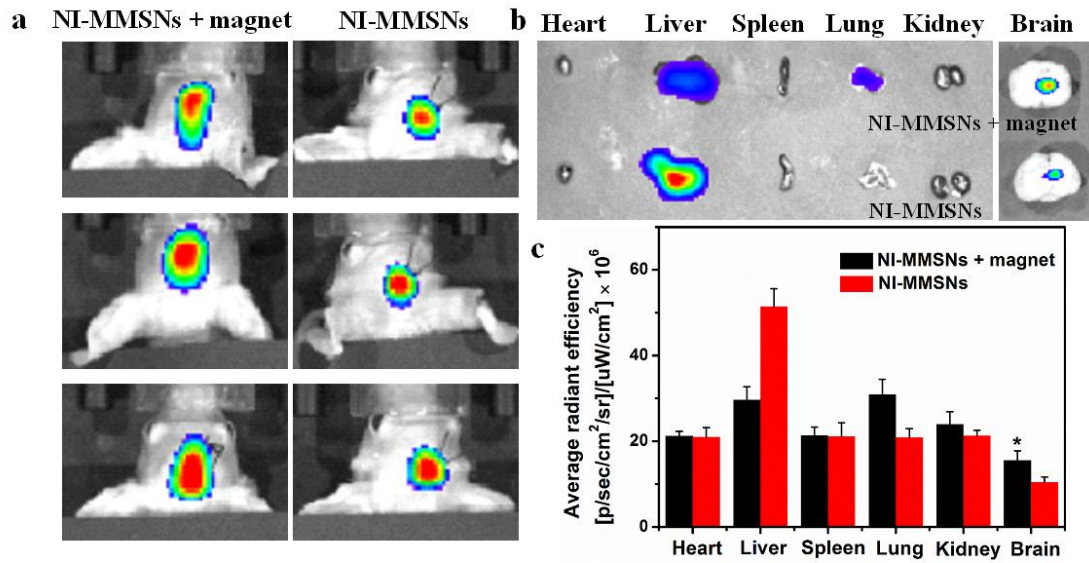 a
NI-MMSNs + magnet
NI-MMSNs
b
Heart Liver Spleen Lung Kidney Brain
NI-MMSNs + magnet
NI-MMSNs
c
NI-MMSNs + magnet
NI-MMSNs
Average radiant efficiency
[p/sec/cm²/sr]/[uW/cm²] × 10⁶
60
40
20
0
*
Heart Liver Spleen Lung Kidney Brain